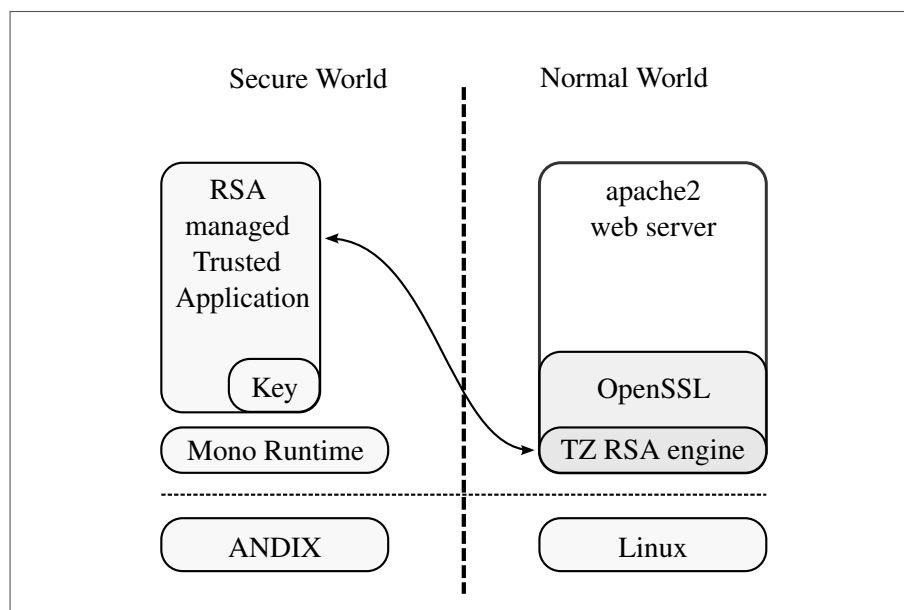 Secure World
Normal World
RSA
managed
Trusted
Application
Key
Mono Runtime
ANDIX
apache2
web server
OpenSSL
TZ RSA engine
Linux